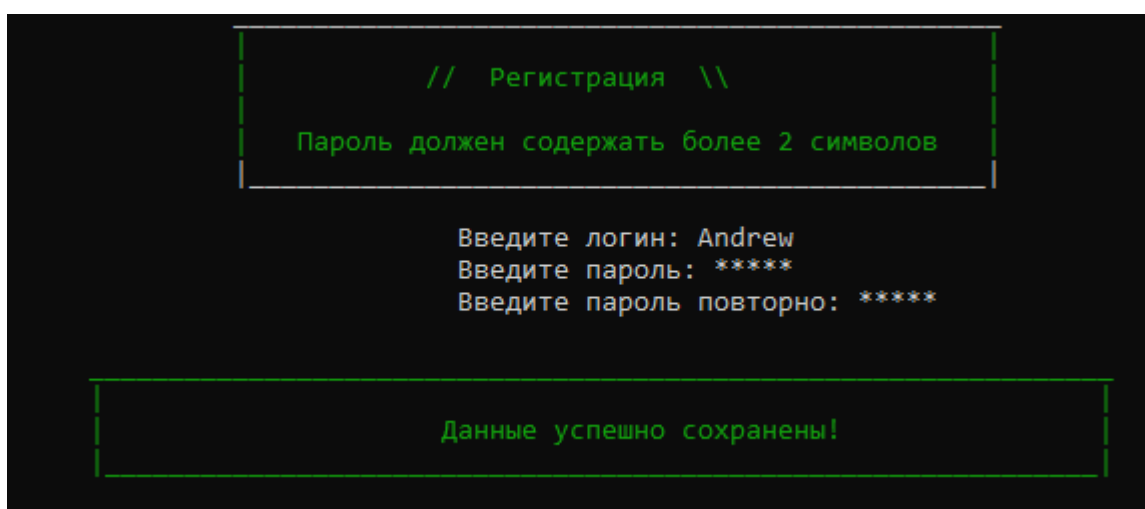 // Регистрация \\
Пароль должен содержать более 2 символов
Введите логин: Andrew
Введите пароль: *****
Введите пароль повторно: *****
Данные успешно сохранены!